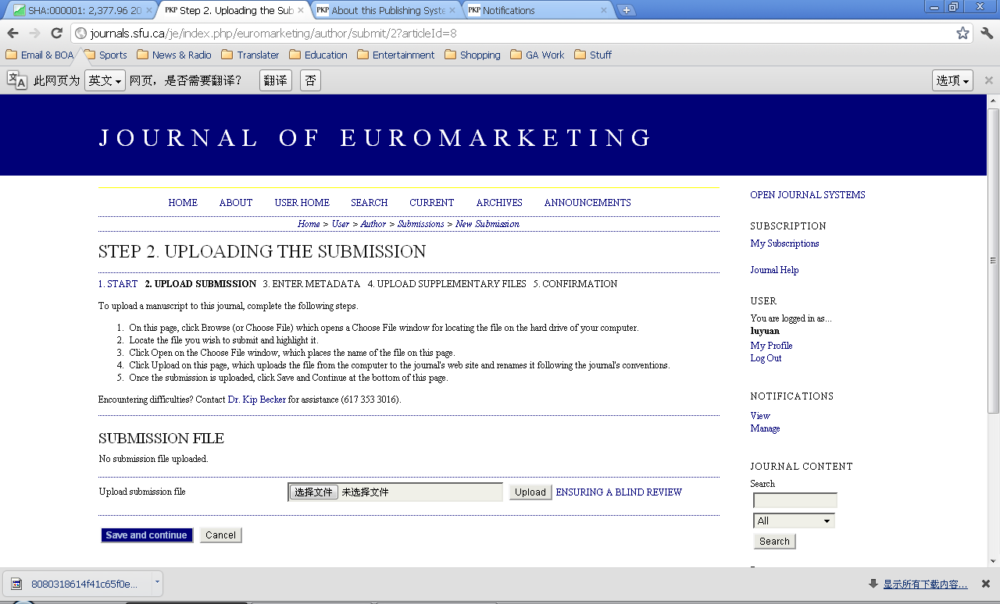 SHA:000001: 2,377.96 20
PKP Step 2. Uploading the Sub
PKP About this Publishing Syste
PKP Notifications
journals.sfu.ca/je/index.php/euromarketing/author/submit/2?articleId=8
Email & BOA Sports News & Radio Translater Education Entertainment Shopping GA Work Stuff
此网页为 英文 网页，是否需要翻译？ 翻译 否 选项
JOURNAL OF EUROMARKETING
HOME ABOUT USER HOME SEARCH CURRENT ARCHIVES ANNOUNCEMENTS
Home > User > Author > Submissions > New Submission
STEP 2. UPLOADING THE SUBMISSION
1. START 2. UPLOAD SUBMISSION 3. ENTER METADATA 4. UPLOAD SUPPLEMENTARY FILES 5. CONFIRMATION
To upload a manuscript to this journal, complete the following steps.
1. On this page, click Browse (or Choose File) which opens a Choose File window for locating the file on the hard drive of your computer.
2. Locate the file you wish to submit and highlight it.
3. Click Open on the Choose File window, which places the name of the file on this page.
4. Click Upload on this page, which uploads the file from the computer to the journal's web site and renames it following the journal's conventions.
5. Once the submission is uploaded, click Save and Continue at the bottom of this page.
Encountering difficulties? Contact Dr. Kip Becker for assistance (617 353 3016).
SUBMISSION FILE
No submission file uploaded.
Upload submission file 选择文件 未选择文件 Upload ENSURING A BLIND REVIEW
Save and continue Cancel
OPEN JOURNAL SYSTEMS
SUBSCRIPTION
My Subscriptions
Journal Help
USER
You are logged in as...
luyuan
My Profile
Log Out
NOTIFICATIONS
View
Manage
JOURNAL CONTENT
Search
All
Search
8080318614f41c65f0e...
显示所有下载内容...